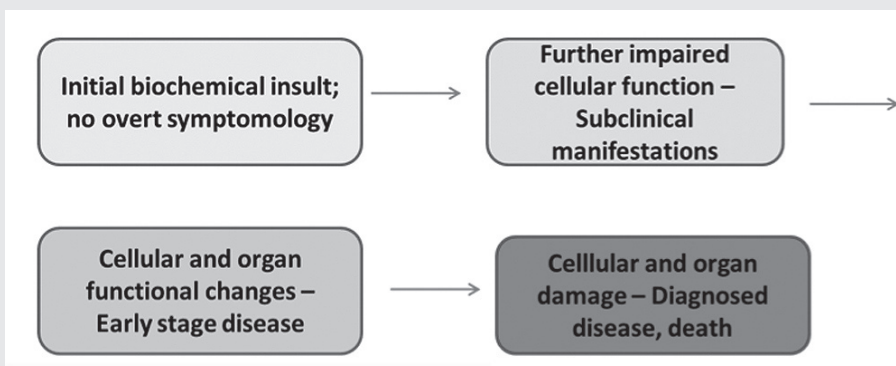 Initial biochemical insult;
no overt symptomology
Further impaired
cellular function –
Subclinical
manifestations
Cellular and organ
functional changes –
Early stage disease
Celllular and organ
damage – Diagnosed
disease, death